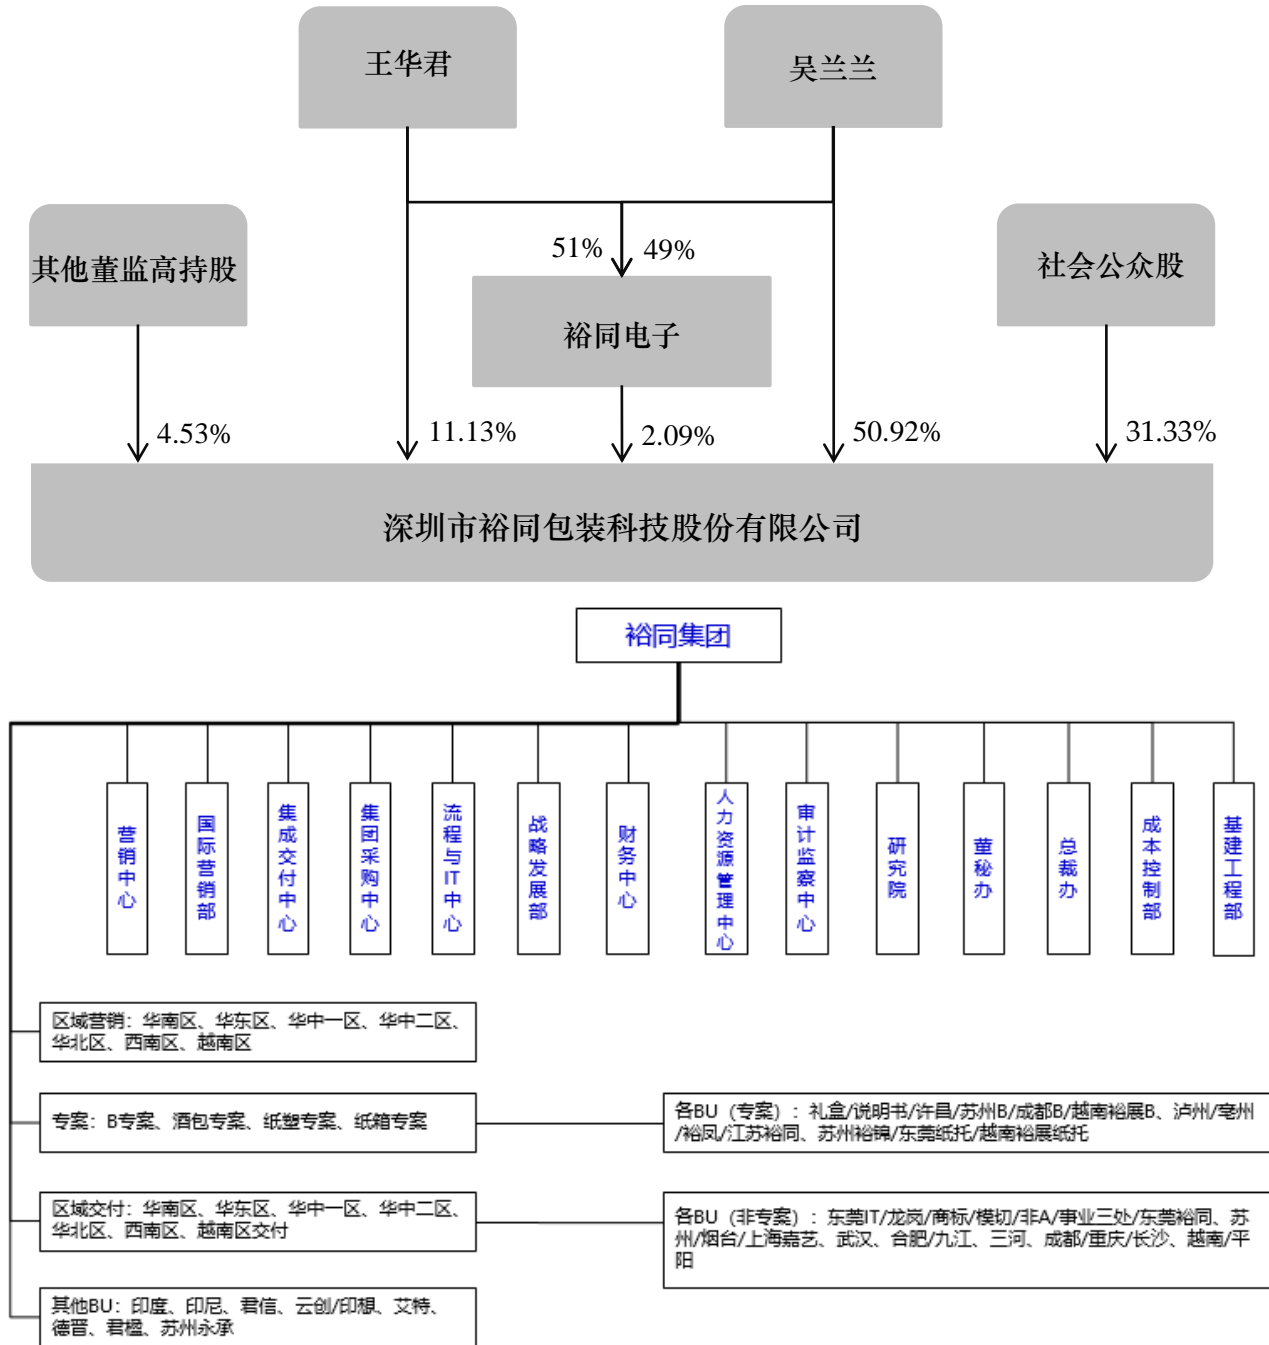 王华君
吴兰兰
其他董监高持股
51%
49%
社会公众股
裕同电子
4.53%
11.13%
2.09%
50.92%
31.33%
深圳市裕同包装科技股份有限公司
裕同集团
营销中心
国际营销部
集成交付中心
集团采购中心
流程与IT中心
战略发展部
财务中心
人力资源管理中心
审计监察中心
研究院
董秘办
总裁办
成本控制部
基建工程部
区域营销：华南区、华东区、华中一区、华中二区、
华北区、西南区、越南区
专案：B专案、酒包专案、纸塑专案、纸箱专案
各BU（专案）：礼盒/说明书/许昌/苏州B/成都B/越南裕展B、泸州/亳州
/裕凤/江苏裕同、苏州裕锦/东莞纸托/越南裕展纸托
区域交付：华南区、华东区、华中一区、华中二区、
华北区、西南区、越南区交付
各BU（非专案）：东莞IT/龙岗/商标/模切/非A/事业三处/东莞裕同、苏
州/烟台/上海嘉艺、武汉、合肥/九江、三河、成都/重庆/长沙、越南/平
阳
其他BU：印度、印尼、君信、云创/印想、艾特、
德晋、君楹、苏州永承